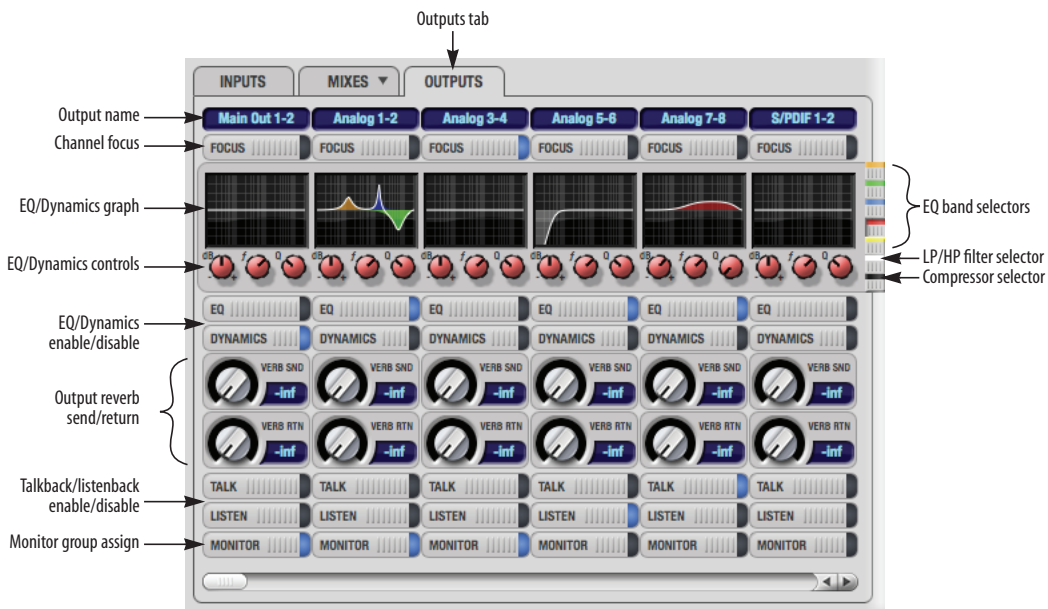 Outputs tab
INPUTS MIXES OUTPUTS
Output name
Main Out 1-2 Analog 1-2 Analog 3-4 Analog 5-6 Analog 7-8 S/PDIF 1-2
Channel focus
FOCUS FOCUS FOCUS FOCUS FOCUS FOCUS
EQ/Dynamics graph
EQ band selectors
EQ/Dynamics controls
dB f Q dB f Q dB f Q dB f Q dB f Q dB f Q
- + - + - + - + - + - +
LP/HP filter selector
Compressor selector
EQ/Dynamics
enable/disable
EQ EQ EQ EQ EQ EQ
DYNAMICS DYNAMICS DYNAMICS DYNAMICS DYNAMICS DYNAMICS
Output reverb
send/return
VERB SND VERB SND VERB SND VERB SND VERB SND VERB SND
-inf -inf -inf -inf -inf -inf
VERB RTN VERB RTN VERB RTN VERB RTN VERB RTN VERB RTN
-inf -inf -inf -inf -inf -inf
Talkback/listenback
enable/disable
TALK TALK TALK TALK TALK TALK
LISTEN LISTEN LISTEN LISTEN LISTEN LISTEN
Monitor group assign
MONITOR MONITOR MONITOR MONITOR MONITOR MONITOR